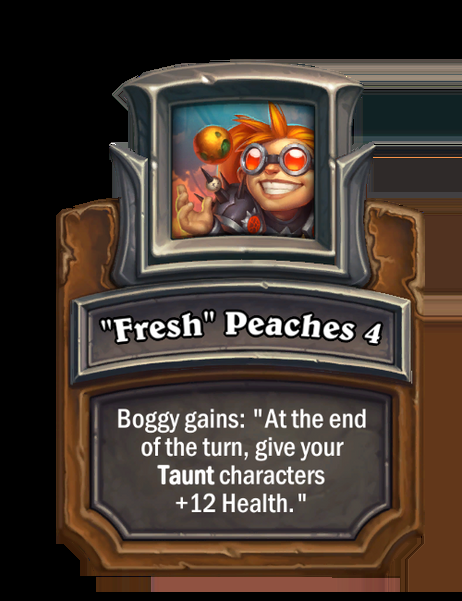 "Fresh" Peaches 4
Boggy gains: "At the end
of the turn, give your
Taunt characters
+12 Health."